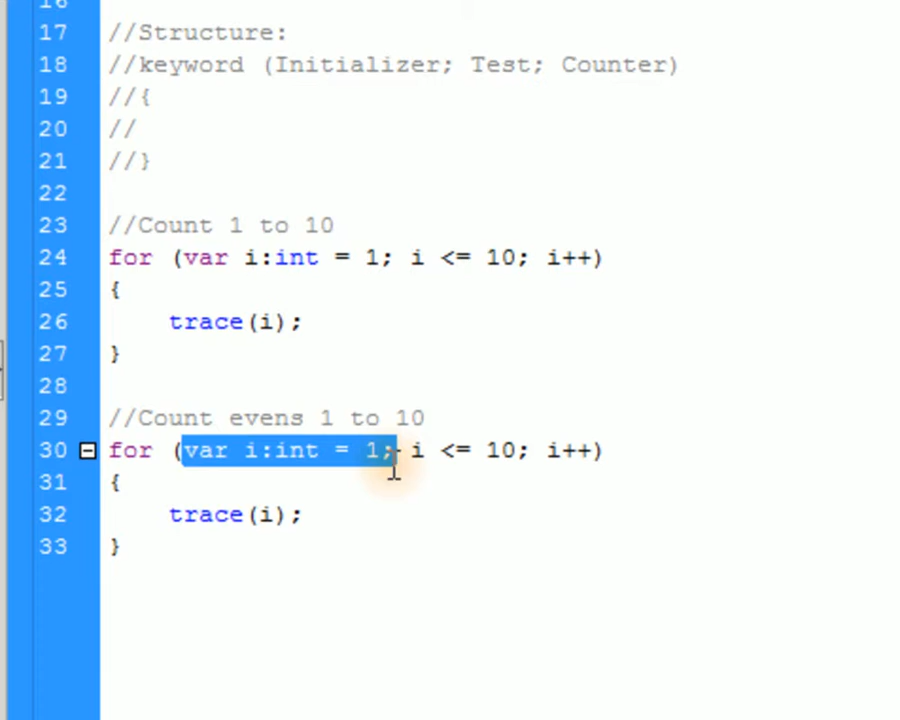 16
17 //Structure:
18 //keyword (Initializer; Test; Counter)
19 //{
20 //
21 //}
22
23 //Count 1 to 10
24 for (var i:int = 1; i <= 10; i++)
25 {
26 trace(i);
27 }
28
29 //Count evens 1 to 10
30 for (var i:int = 1; i <= 10; i++)
31 {
32 trace(i);
33 }